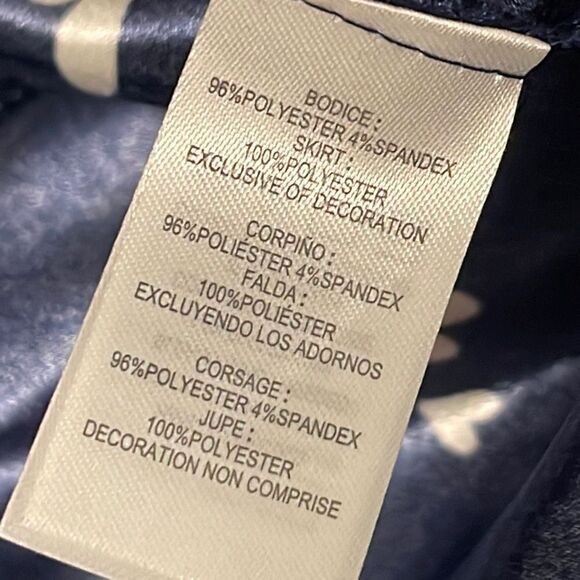 BODICE:
96%POLYESTER 4%SPANDEX
SKIRT:
100%POLYESTER
EXCLUSIVE OF DECORATION
CORPIÑO:
96%POLIÉSTER 4%SPANDEX
FALDA:
100%POLIÉSTER
EXCLUYENDO LOS ADORNOS
CORSAGE:
96%POLYESTER 4%SPANDEX
JUPE:
100%POLYESTER
DECORATION NON COMPRISE